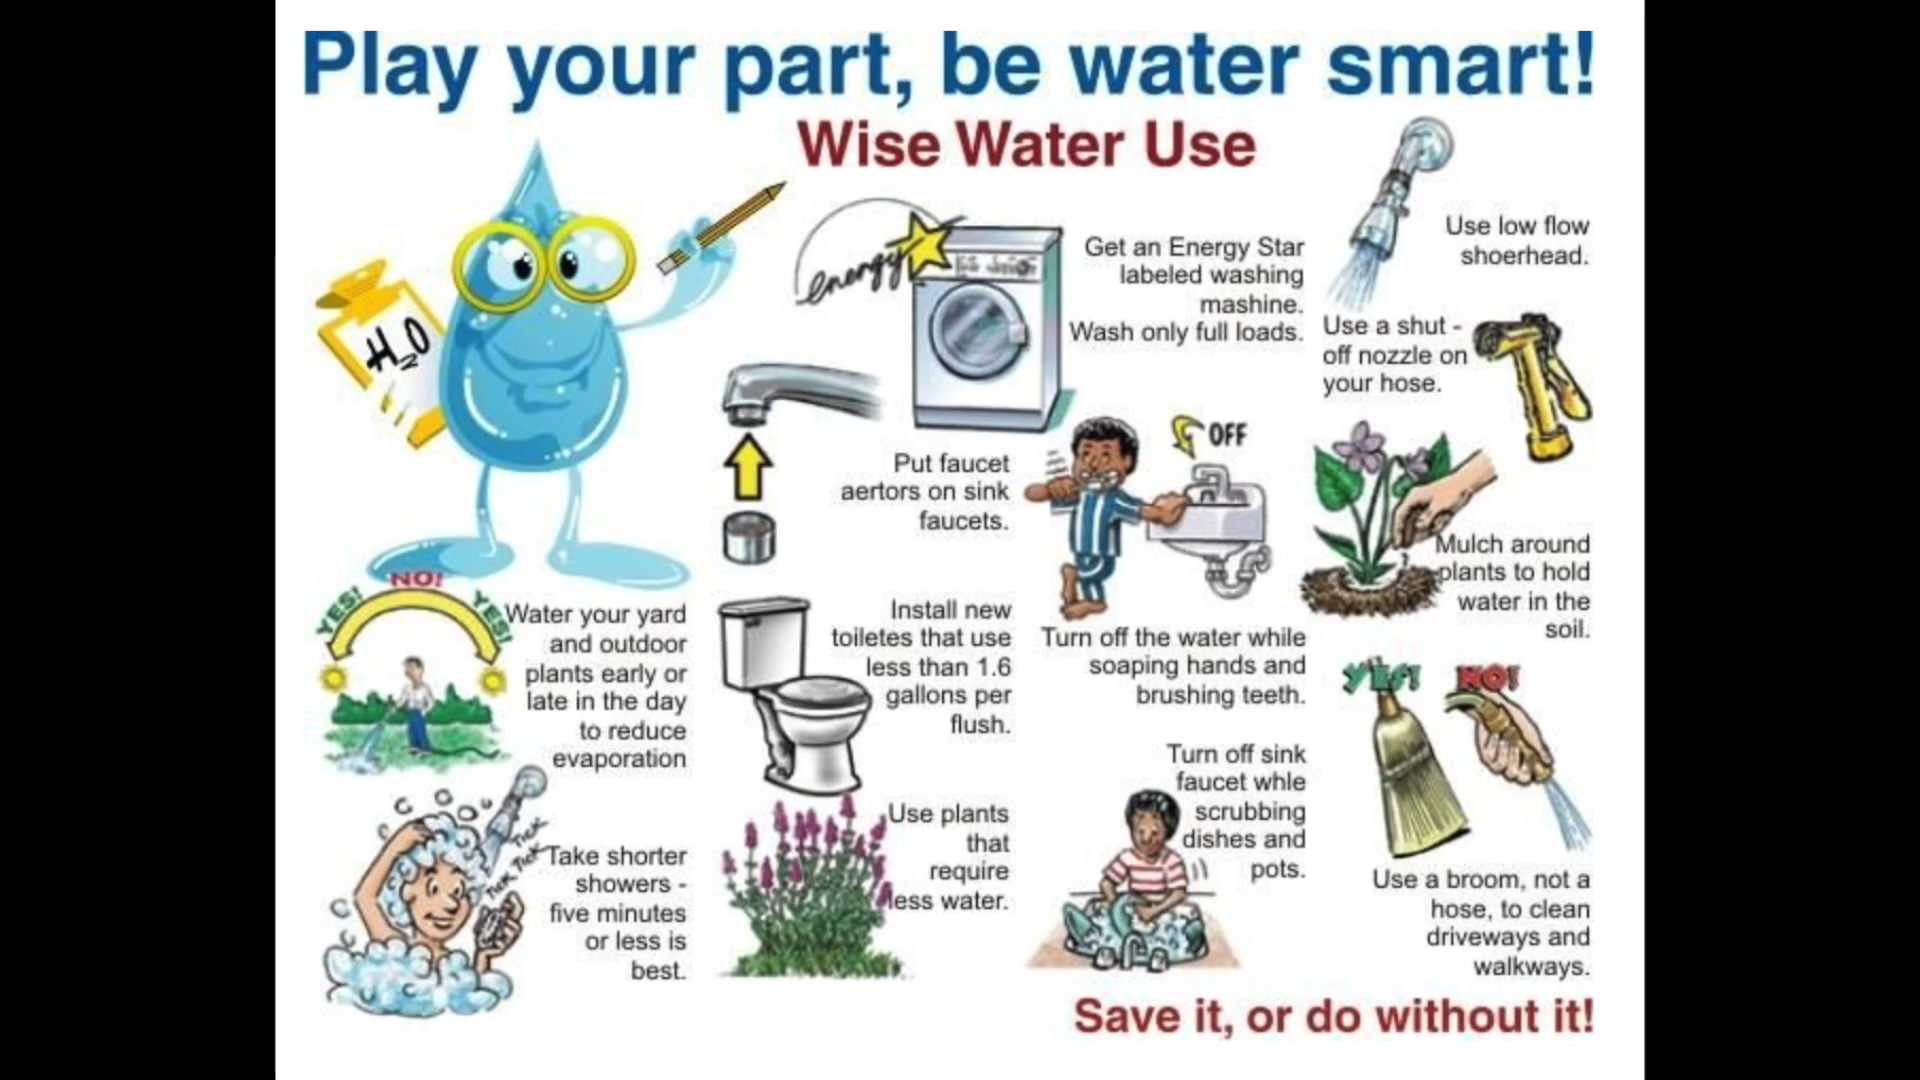 Play your part, be water smart!
Wise Water Use
H2O
energy
Get an Energy Star
labeled washing
mashine.
Wash only full loads.
Use low flow
shoerhead.
Use a shut -
off nozzle on
your hose.
Put faucet
aertors on sink
faucets.
OFF
Turn off the water while
soaping hands and
brushing teeth.
Mulch around
plants to hold
water in the
soil.
YES!
NO!
YES!
Water your yard
and outdoor
plants early or
late in the day
to reduce
evaporation
Install new
toiletes that use
less than 1.6
gallons per
flush.
YES!
NO!
Use a broom, not a
hose, to clean
driveways and
walkways.
Tick
Tick Tick
Take shorter
showers -
five minutes
or less is
best.
Use plants
that
require
less water.
Turn off sink
faucet whle
scrubbing
dishes and
pots.
Save it, or do without it!